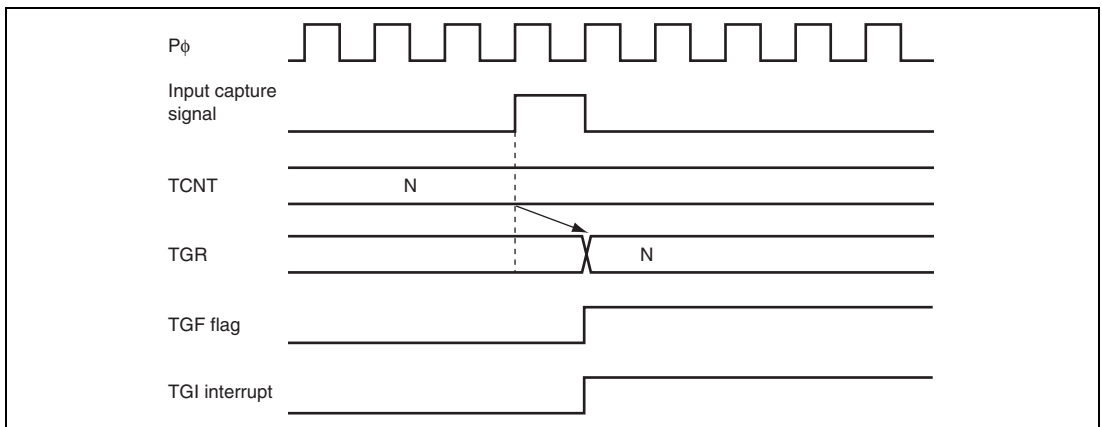 Pϕ
Input capture
signal
TCNT
N
TGR
N
TGF flag
TGI interrupt